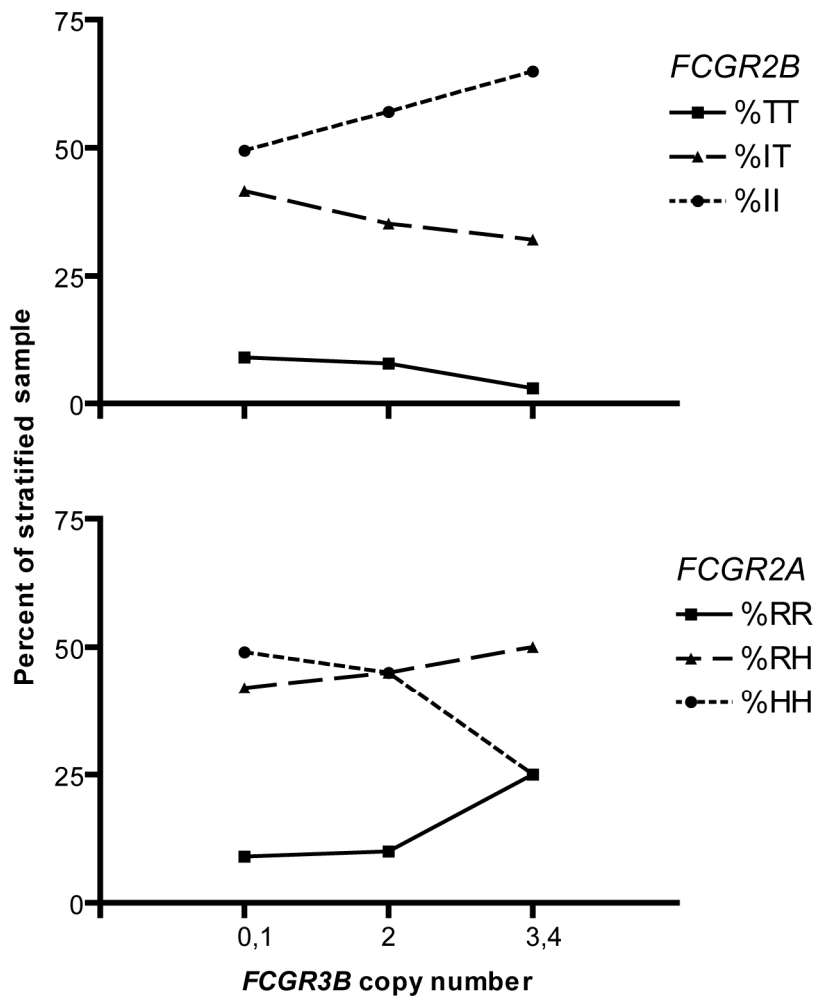 75
50
25
0
FCGR2B
%TT
%IT
%II
Percent of stratified sample
75
50
25
0
FCGR2A
%RR
%RH
%HH
0,1 2 3,4
FCGR3B copy number